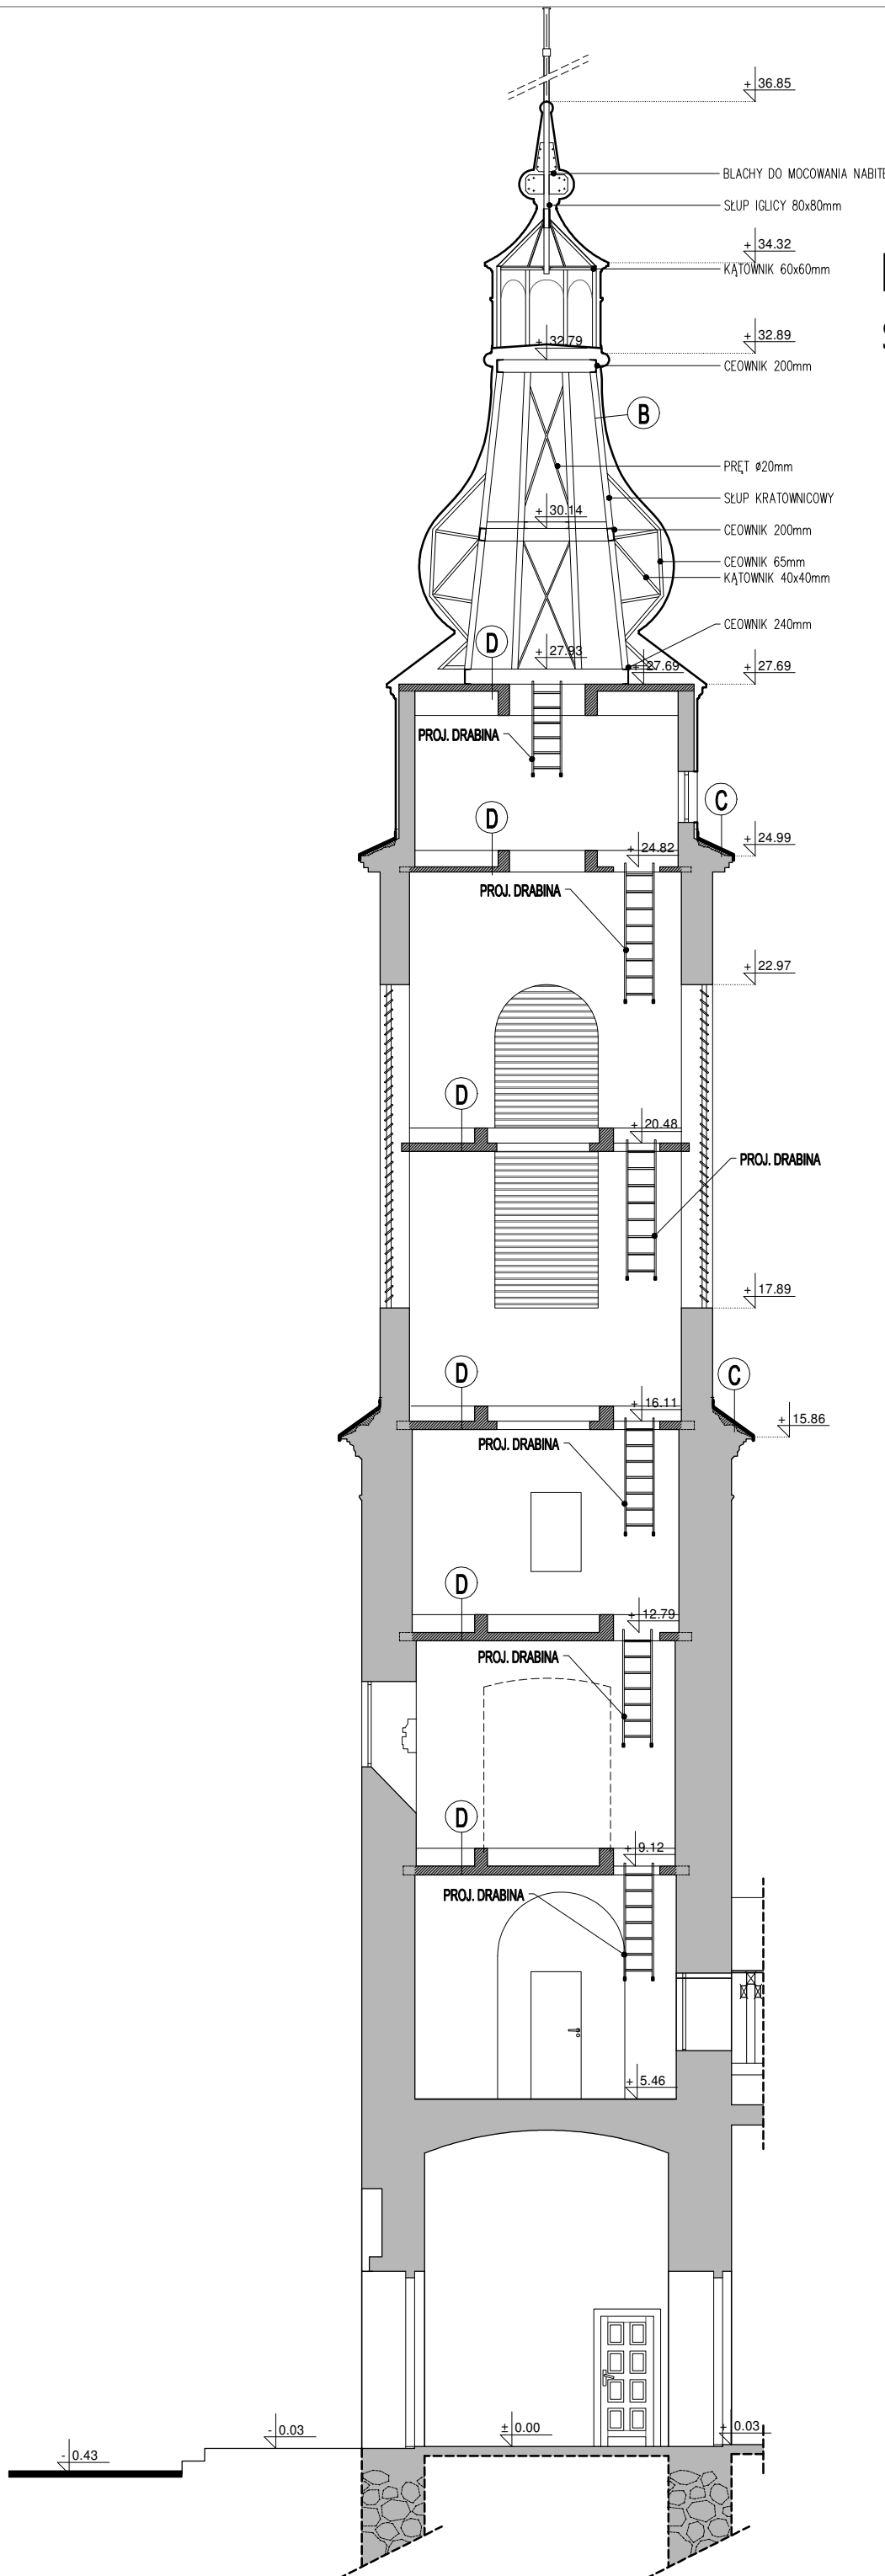 + 36.85
BLACHY DO MOCOWANIA NABITE
SŁUP IGLICY 80x80mm
+ 34.32
KĄTOWNIK 60x60mm
+ 32.89
+ 32.79
CEOWNIK 200mm
B
PRĘT ø20mm
SŁUP KRATOWNICOWY
+ 30.14
CEOWNIK 200mm
CEOWNIK 65mm
KĄTOWNIK 40x40mm
CEOWNIK 240mm
D
+ 27.93
+ 27.69
+ 27.69
PROJ. DRABINA
C
D
+ 24.99
+ 24.82
PROJ. DRABINA
+ 22.97
D
+ 20.48
PROJ. DRABINA
+ 17.89
D
C
+ 16.11
+ 15.86
PROJ. DRABINA
D
+ 12.79
PROJ. DRABINA
D
+ 9.12
PROJ. DRABINA
+ 5.46
- 0.03
± 0.00
+ 0.03
- 0.43